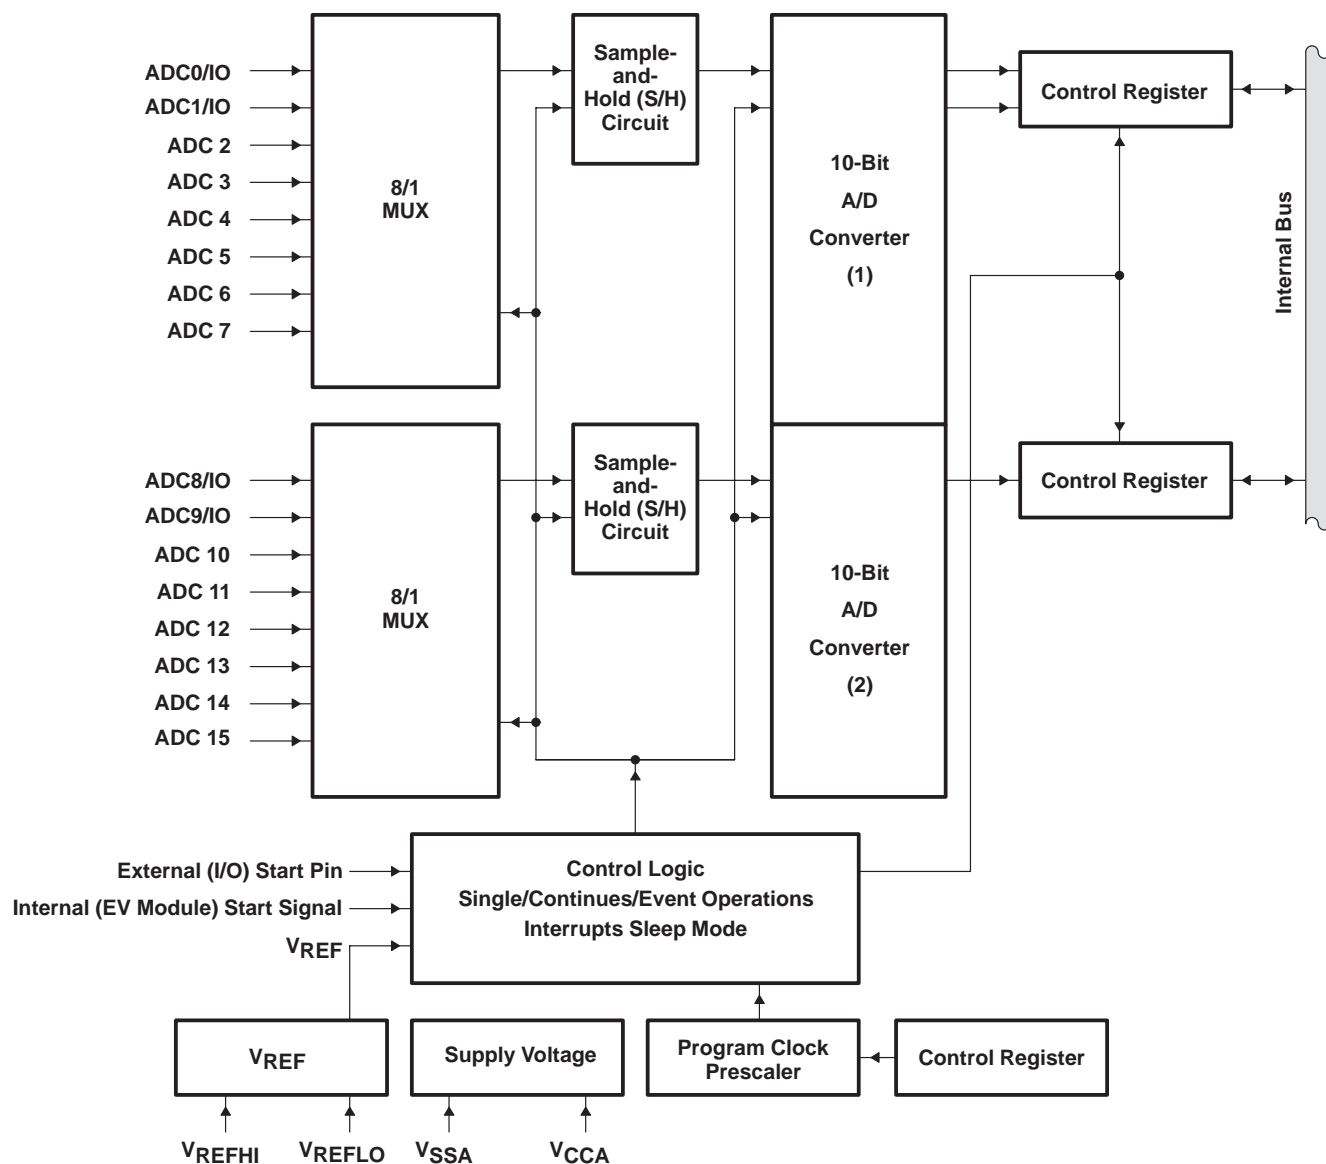 ADC0/IO
ADC1/IO
ADC 2
ADC 3
ADC 4
ADC 5
ADC 6
ADC 7
8/1
MUX
Sample-
and-
Hold (S/H)
Circuit
10-Bit
A/D
Converter
(1)
Control Register
Internal Bus
ADC8/IO
ADC9/IO
ADC 10
ADC 11
ADC 12
ADC 13
ADC 14
ADC 15
8/1
MUX
Sample-
and-
Hold (S/H)
Circuit
10-Bit
A/D
Converter
(2)
Control Register
External (I/O) Start Pin
Internal (EV Module) Start Signal
VREF
Control Logic
Single/Continues/Event Operations
Interrupts Sleep Mode
VREF
Supply Voltage
Program Clock
Prescaler
Control Register
VREFHI
VREFLO
VSSA
VCCA